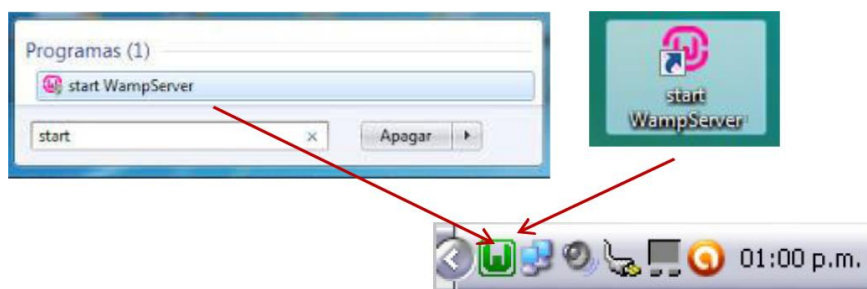 Programas (1)
start WampServer
start
Apagar
start
WampServer
01:00 p.m.